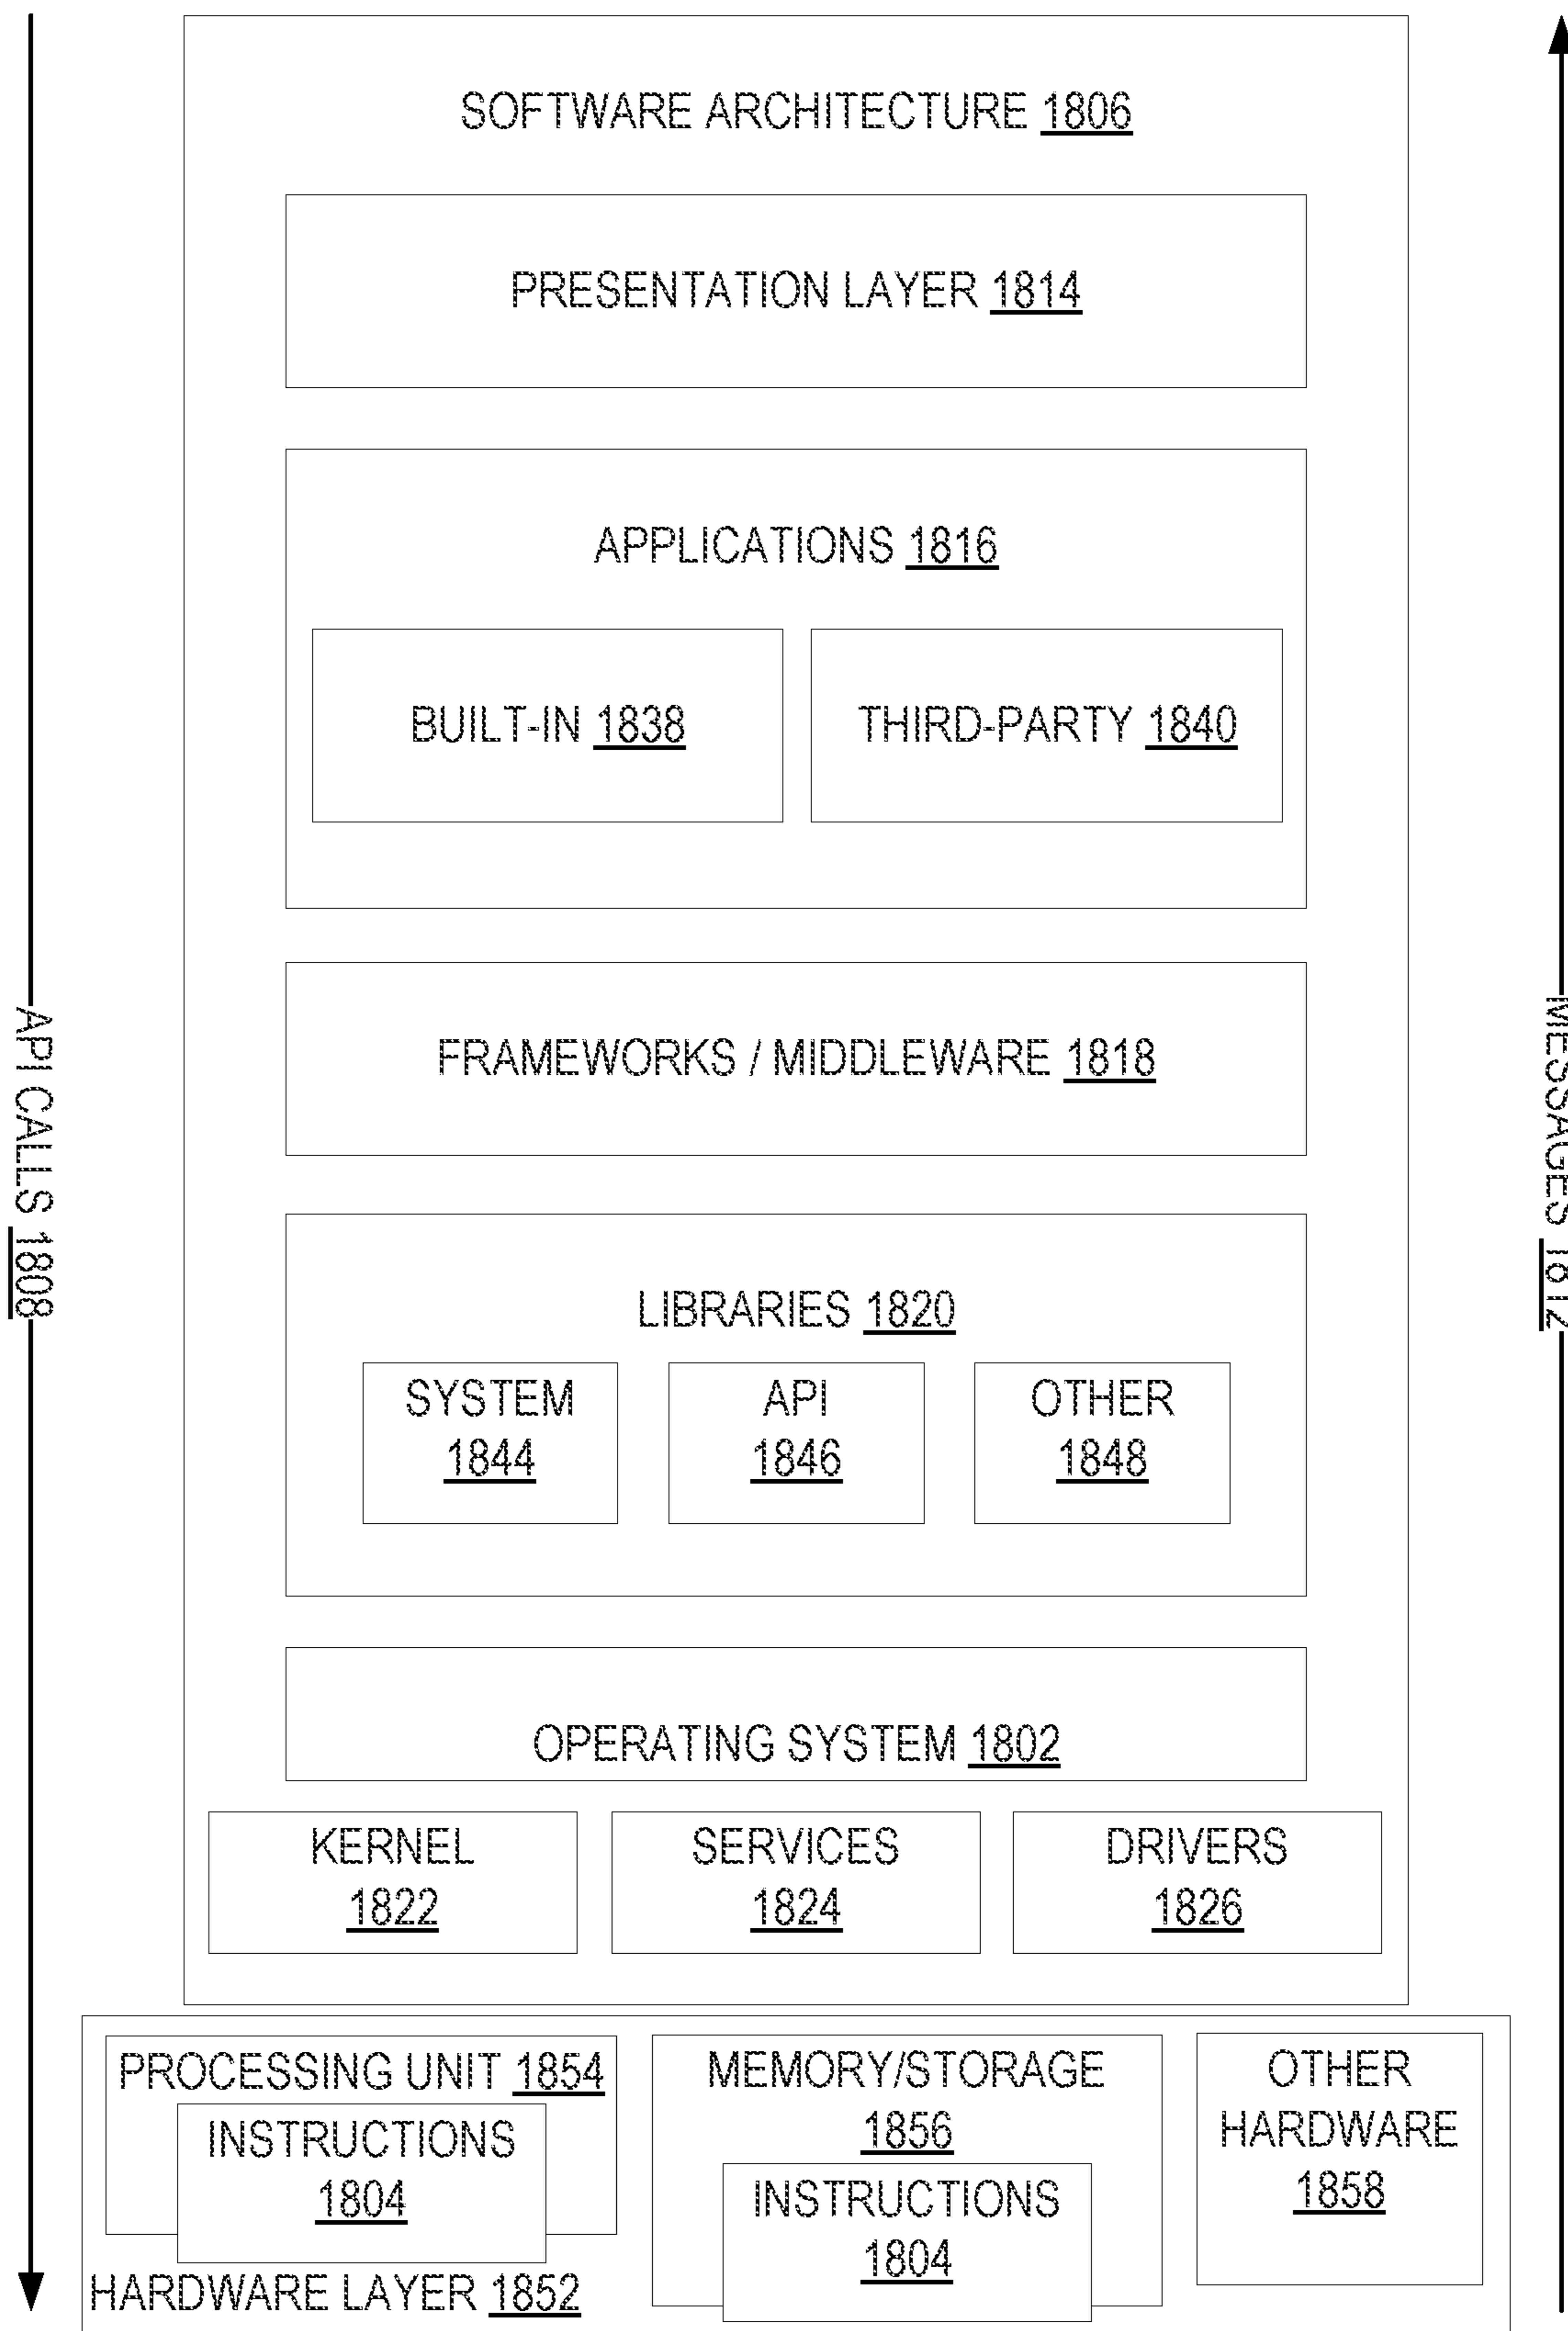 SOFTWARE ARCHITECTURE 1806
PRESENTATION LAYER 1814
APPLICATIONS 1816
BUILT-IN 1838
THIRD-PARTY 1840
FRAMEWORKS / MIDDLEWARE 1818
API CALLS 1808
MESSAGES 1812
LIBRARIES 1820
SYSTEM
1844
API
1846
OTHER
1848
OPERATING SYSTEM 1802
KERNEL
1822
SERVICES
1824
DRIVERS
1826
PROCESSING UNIT 1854
INSTRUCTIONS
1804
MEMORY/STORAGE
1856
INSTRUCTIONS
1804
OTHER
HARDWARE
1858
HARDWARE LAYER 1852